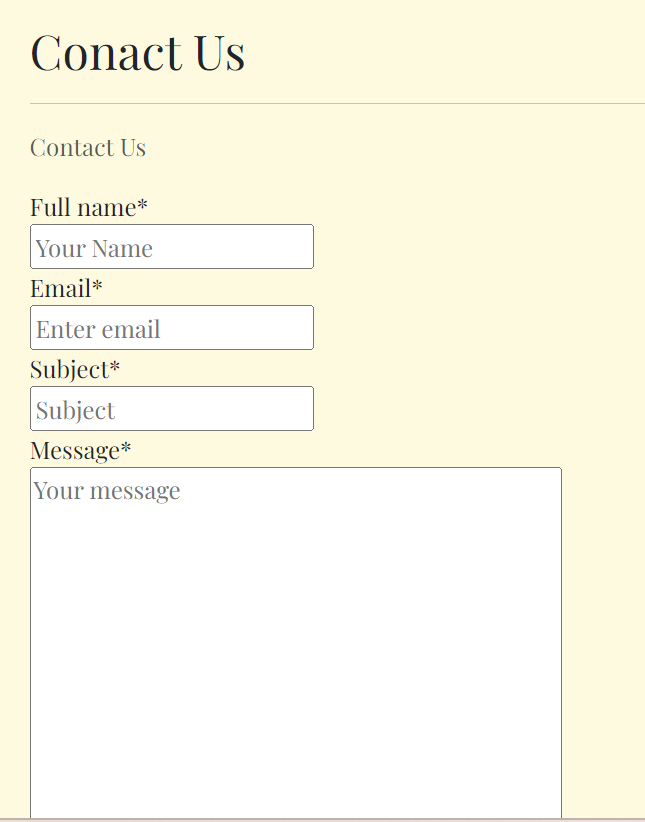 Conact Us
Contact Us
Full name*
Your Name
Email*
Enter email
Subject*
Subject
Message*
Your message